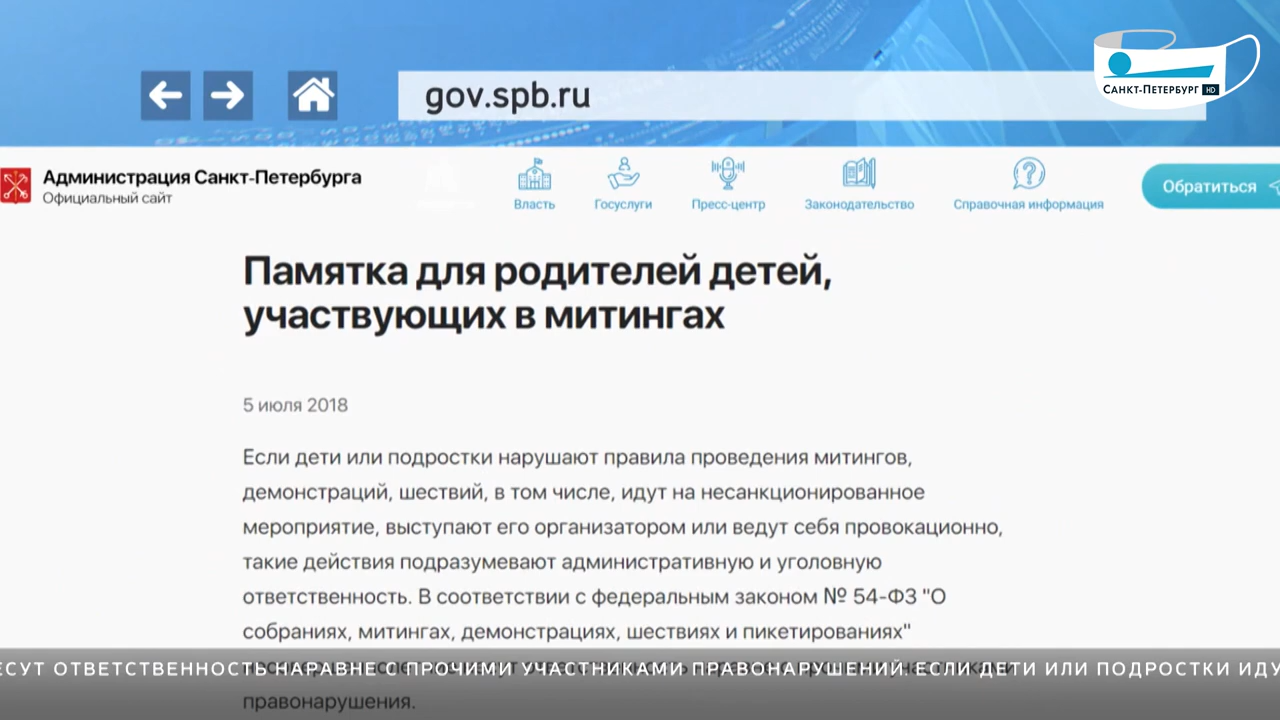 gov.spb.ru
САНКТ-ПЕТЕРБУРГ HD
Администрация Санкт-Петербурга
Официальный сайт
Власть
Госуслуги
Пресс-центр
Законодательство
Справочная информация
Обратиться
Памятка для родителей детей,
участвующих в митингах
5 июля 2018
Если дети или подростки нарушают правила проведения митингов,
демонстраций, шествий, в том числе, идут на несанкционированное
мероприятие, выступают его организатором или ведут себя провокационно,
такие действия подразумевают административную и уголовную
ответственность. В соответствии с федеральным законом № 54-ФЗ "О
собраниях, митингах, демонстрациях, шествиях и пикетированиях"
ЕСУТ ОТВЕТСТВЕННОСТЬ НАРАВНЕ С ПРОЧИМИ УЧАСТНИКАМИ ПРАВОНАРУШЕНИЙ. ЕСЛИ ДЕТИ ИЛИ ПОДРОСТКИ ИДУ
правонарушения.